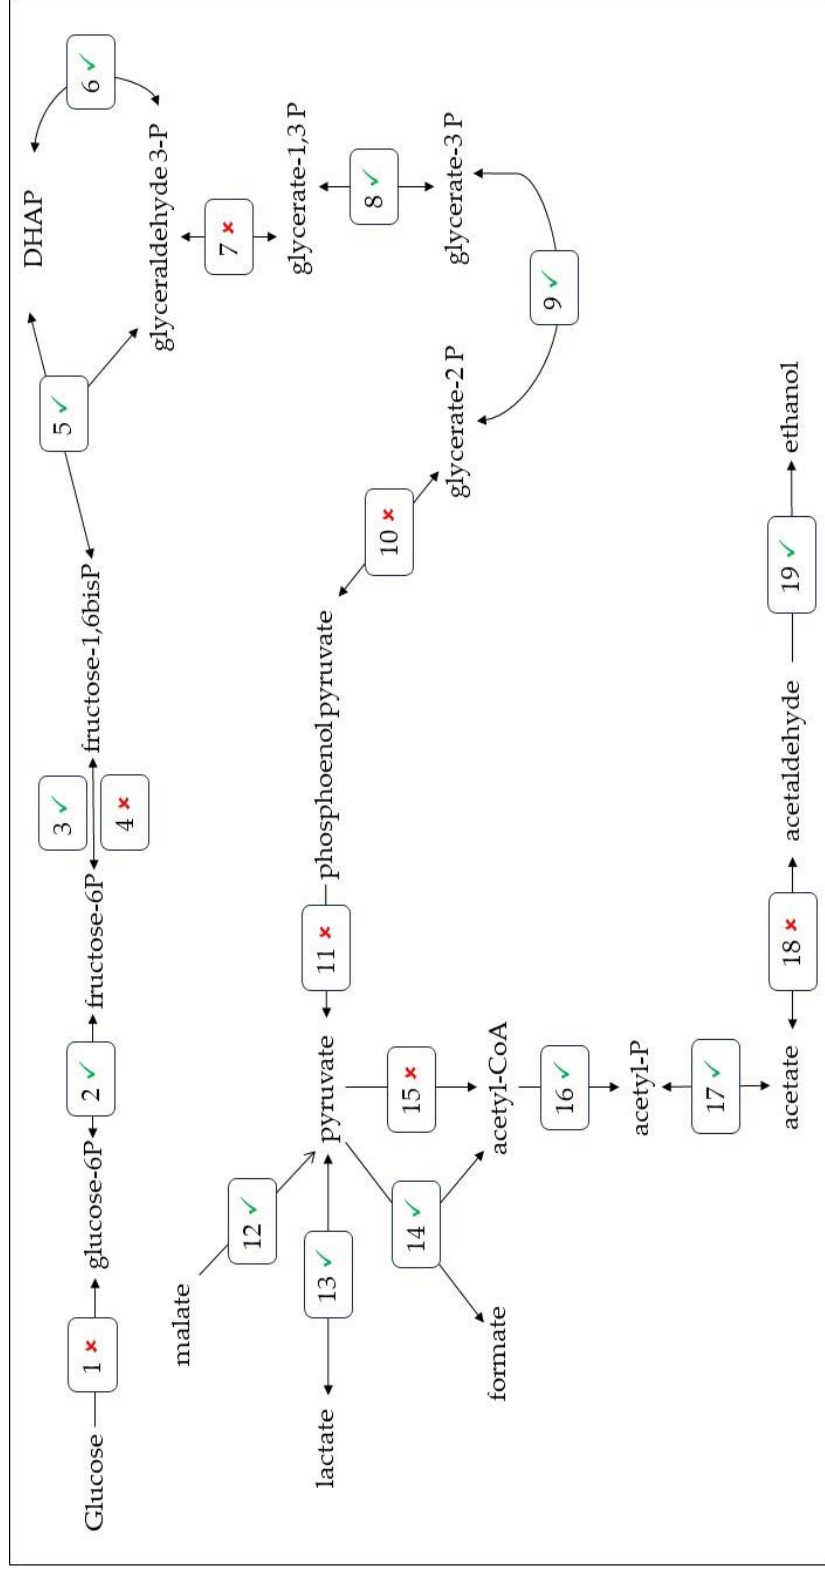 DHAP
6 ✓
5 ✓
glyceraldehyde 3-P
3 ✓
Glucose
1 ×
glucose-6P
2 ✓
fructose-6P
fructose-1,6bisP
4 ×
7 ×
glycerate-1,3 P
8 ✓
glycerate-3 P
9 ✓
glycerate-2 P
10 ×
phosphoenolpyruvate
11 ×
pyruvate
malate
12 ✓
lactate
13 ✓
14 ✓
15 ×
formate
acetyl-CoA
16 ✓
acetyl-P
17 ✓
acetate
18 ×
acetaldehyde
19 ✓
ethanol